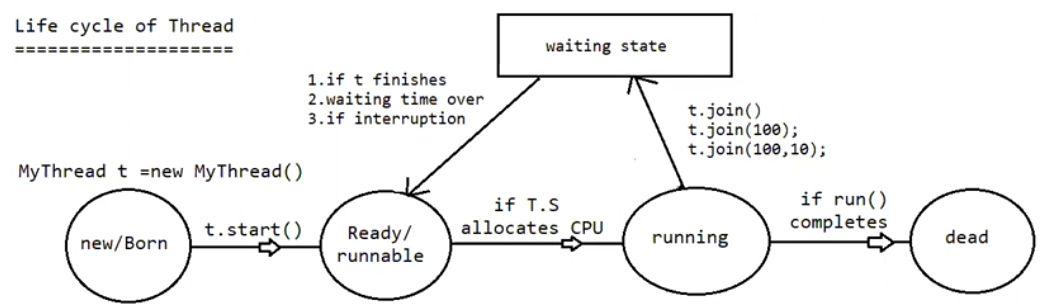 Life cycle of Thread
====================
waiting state
1.if t finishes
2.waiting time over
3.if interruption
t.join()
t.join(100);
t.join(100,10);
MyThread t =new MyThread()
new/Born
t.start()
Ready/
runnable
if T.S
allocates CPU
running
if run()
completes
dead